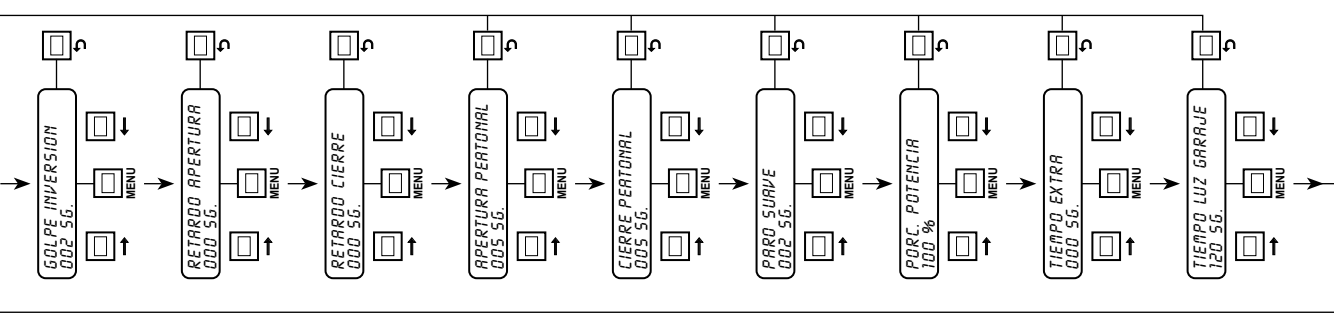 GOLPE INVERSION
002 SG.
MENU
RETARDO APERTURA
000 SG.
MENU
RETARDO CIERRE
000 SG.
MENU
APERTURA PEATONAL
005 SG.
MENU
CIERRE PEATONAL
005 SG.
MENU
PARO SUAVE
002 SG.
MENU
PORC. POTENCIA
100 %
MENU
TIEMPO EXTRA
000 SG.
MENU
TIEMPO LUZ GARAJE
120 SG.
MENU